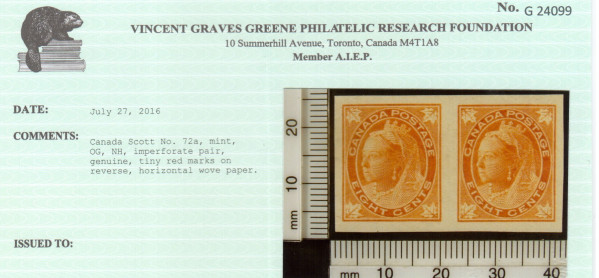 No. G 24099
VINCENT GRAVES GREENE PHILATELIC RESEARCH FOUNDATION
10 Summerhill Avenue, Toronto, Canada M4T1A8
Member A.I.E.P.
DATE: July 27, 2016
COMMENTS: Canada Scott No. 72a, mint,
OG, NH, imperforate pair,
genuine, tiny red marks on
reverse, horizontal wove paper.
ISSUED TO:
20
10
mm
CANADA POSTAGE
EIGHT CENTS
CANADA POSTAGE
EIGHT CENTS
mm 10 20 30 40